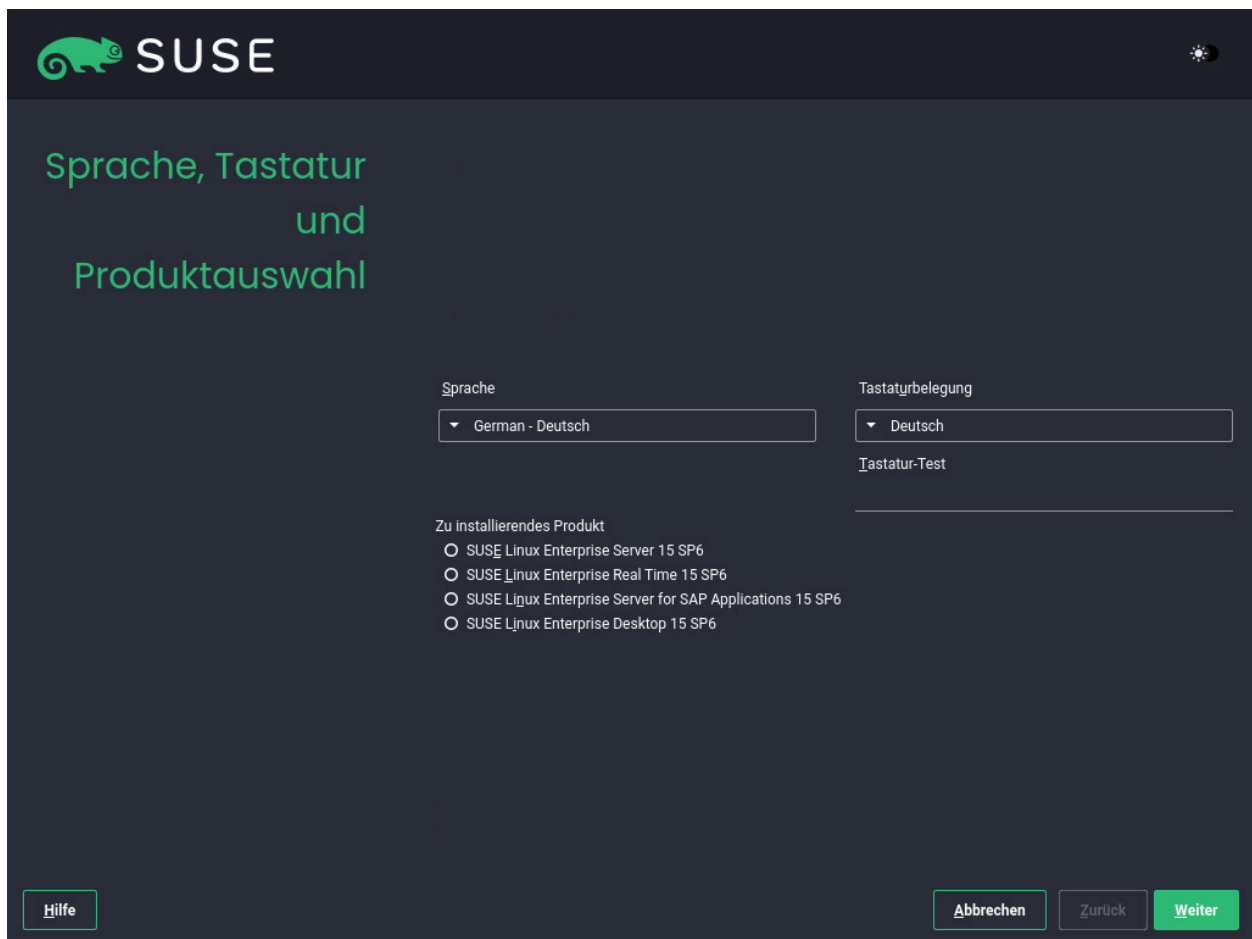 SUSE
Sprache, Tastatur
und
Produktauswahl
Sprache
Tastaturbelegung
German - Deutsch
Deutsch
Tastatur-Test
Zu installierendes Produkt
SUSE Linux Enterprise Server 15 SP6
SUSE Linux Enterprise Real Time 15 SP6
SUSE Linux Enterprise Server for SAP Applications 15 SP6
SUSE Linux Enterprise Desktop 15 SP6
Hilfe
Abbrechen
Zurück
Weiter